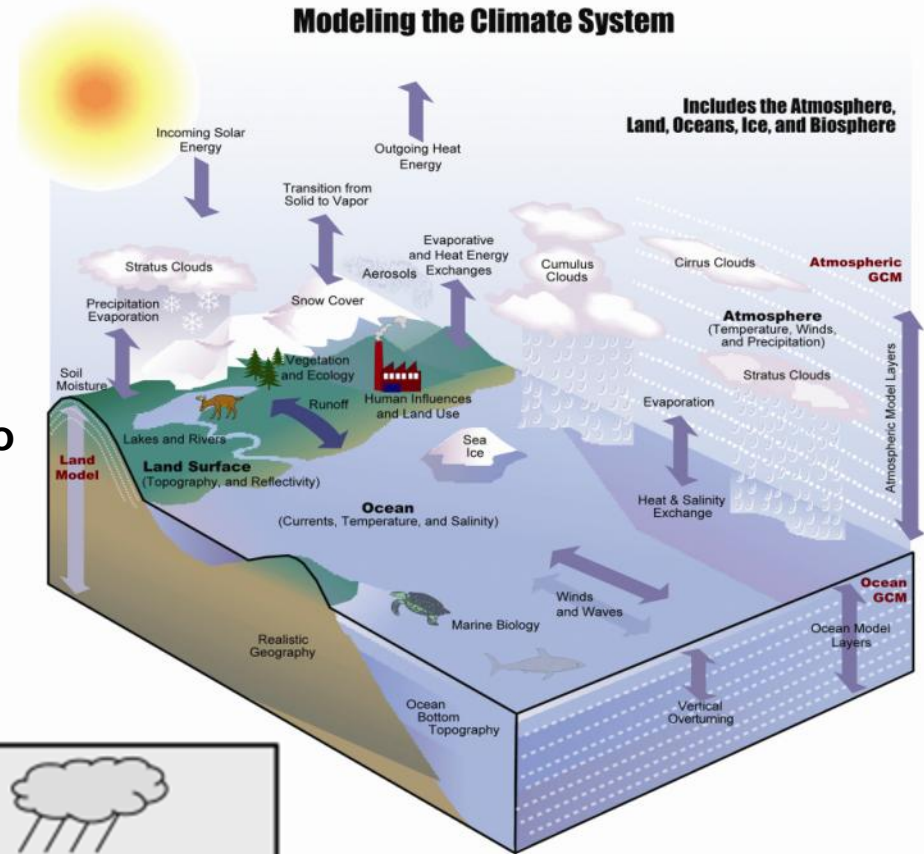 Modeling the Climate System
Includes the Atmosphere,
Land, Oceans, Ice, and Biosphere
Incoming Solar
Energy
Outgoing Heat
Energy
Transition from
Solid to Vapor
Evaporative
and Heat Energy
Exchanges
Stratus Clouds
Aerosols
Cumulus
Clouds
Cirrus Clouds
Atmospheric
GCM
Snow Cover
Precipitation
Evaporation
Atmosphere
(Temperature, Winds,
and Precipitation)
Vegetation
and Ecology
Soil
Moisture
Stratus Clouds
Human Influences
and Land Use
Runoff
Evaporation
Atmospheric Model Layers
o
Lakes and Rivers
Sea
Ice
Land
Model
Land Surface
(Topography, and Reflectivity)
Heat & Salinity
Exchange
Ocean
(Currents, Temperature, and Salinity)
Ocean
GCM
Winds
and Waves
Marine Biology
Ocean Model
Layers
Realistic
Geography
Ocean
Bottom
Topography
Vertical
Overturning